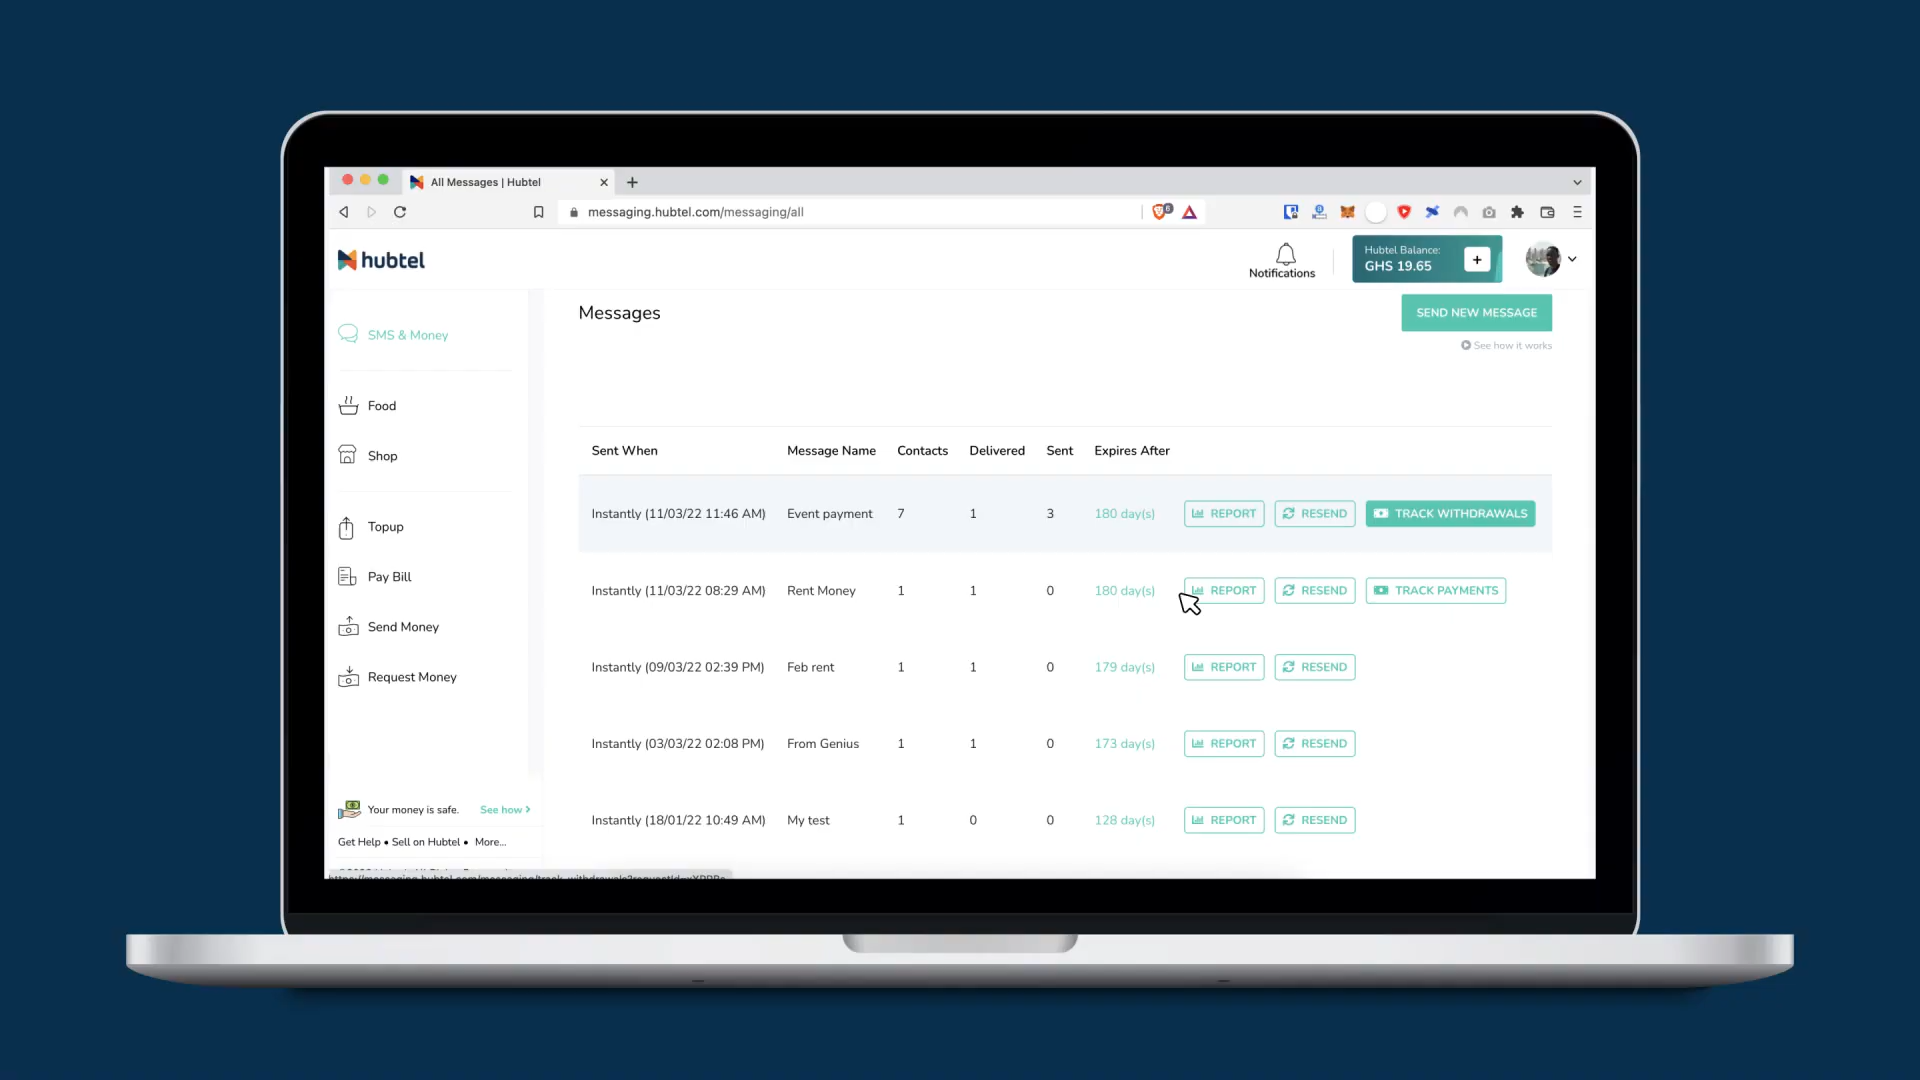 All Messages | Hubtel
messaging.hubtel.com/messaging/all
6
hubtel
Notifications
Hubtel Balance:
GHS 19.65
+
SMS & Money
Food
Shop
Topup
Pay Bill
Send Money
Request Money
Your money is safe. See how
Get Help • Sell on Hubtel • More...
Messages
SEND NEW MESSAGE
See how it works
Sent When Message Name Contacts Delivered Sent Expires After
Instantly (11/03/22 11:46 AM) Event payment 7 1 3 180 day(s) REPORT RESEND TRACK WITHDRAWALS
Instantly (11/03/22 08:29 AM) Rent Money 1 1 0 180 day(s) REPORT RESEND TRACK PAYMENTS
Instantly (09/03/22 02:39 PM) Feb rent 1 1 0 179 day(s) REPORT RESEND
Instantly (03/03/22 02:08 PM) From Genius 1 1 0 173 day(s) REPORT RESEND
Instantly (18/01/22 10:49 AM) My test 1 0 0 128 day(s) REPORT RESEND